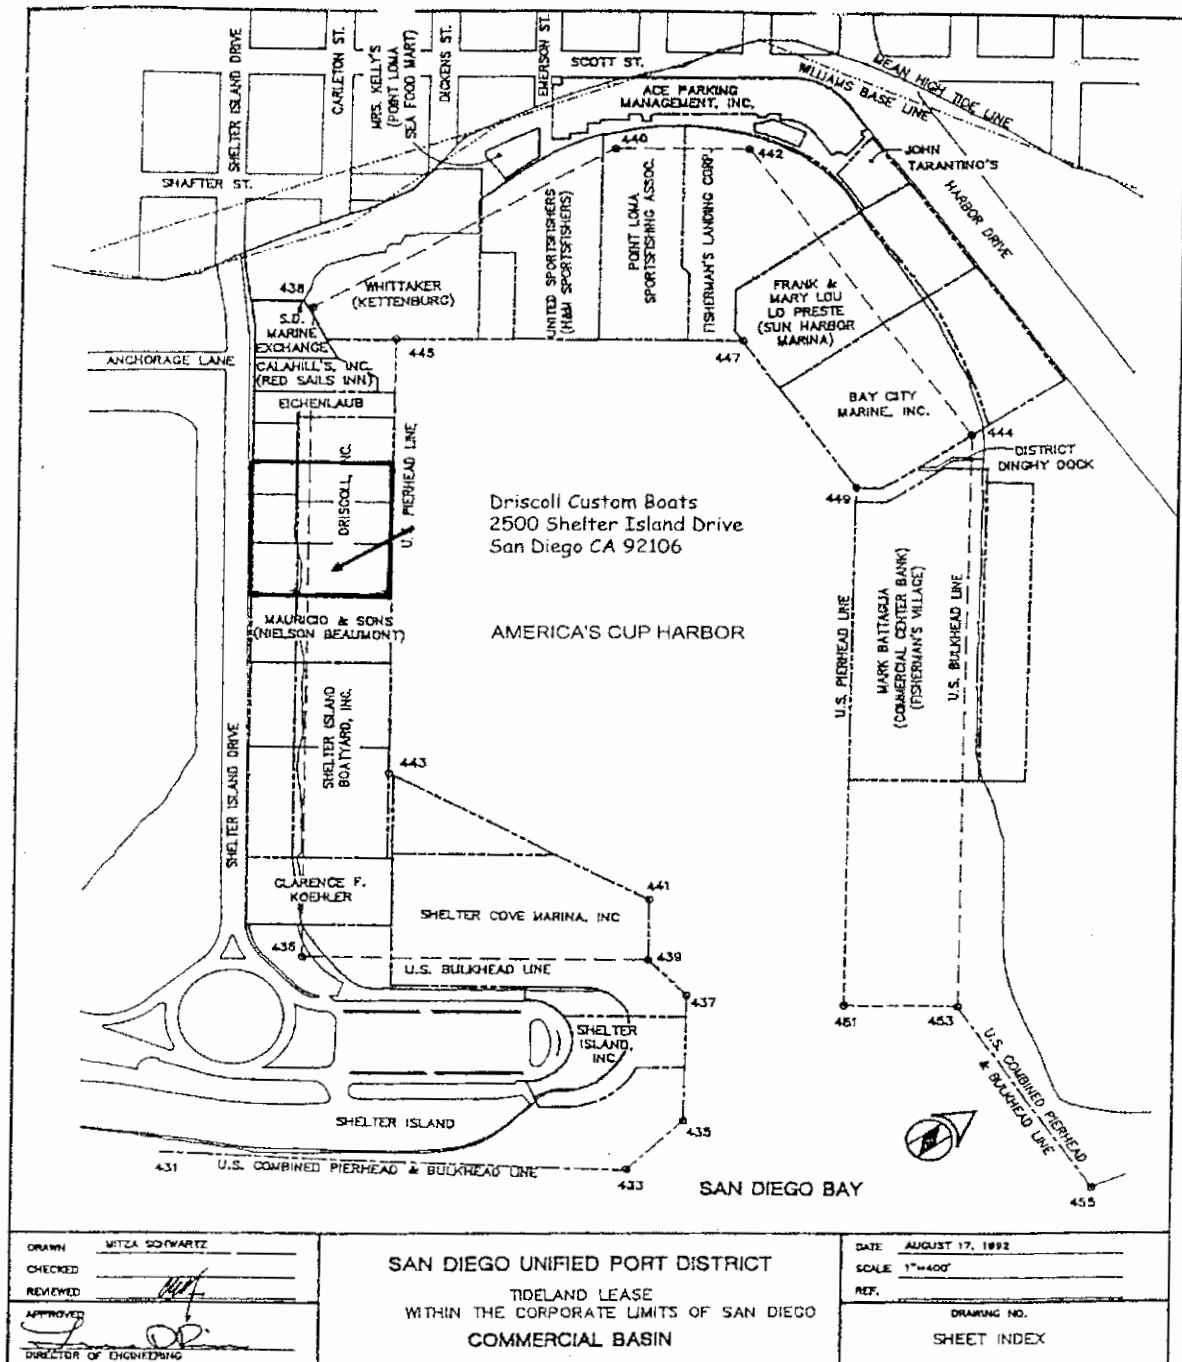 SHELTER ISLAND DRIVE
CARLETON ST.
MRS. KELLY'S
(POINT LOMA
SEA FOOD MART)
DICKENS ST.
EMERSON ST.
SCOTT ST.
MEAN HIGH TIDE LINE
WILLIAMS BASE LINE
ACE PARKING
MANAGEMENT, INC.
JOHN
TARANTINO'S
HARBOR DRIVE
SHAFTER ST.
440
442
UNITED SPORTSFISHERS
(H&M SPORTSFISHERS)
POINT LOMA
SPORTSFISHING ASSOC.
FISHERMAN'S LANDING CORP.
438
WHITTAKER
(KETTENBURG)
FRANK &
MARY LOU
LO PRESTE
(SUN HARBOR
MARINA)
S.D.
MARINE
EXCHANGE
445
447
ANCHORAGE LANE
CALAHILL'S, INC.
(RED SAILS INN)
EICHENLAUB
BAY CITY
MARINE, INC.
444
DISTRICT
DINGHY DOCK
DRISCOLL, INC.
U.S. PIERHEAD LINE
449
Driscoll Custom Boats
2500 Shelter Island Drive
San Diego CA 92106
MAURICIO & SONS
(NIELSON BEAUMONT)
AMERICA'S CUP HARBOR
U.S. PIERHEAD LINE
MARK BATTAGLIA
(COMMERCIAL CENTER BANK)
(FISHERMAN'S VILLAGE)
U.S. BULKHEAD LINE
SHELTER ISLAND
BOATYARD, INC.
SHELTER ISLAND DRIVE
443
CLARENCE F.
KOEHLER
441
SHELTER COVE MARINA, INC
436
U.S. BULKHEAD LINE
439
437
451
453
SHELTER
ISLAND,
INC.
U.S. COMBINED PIERHEAD
& BULKHEAD LINE
SHELTER ISLAND
435
431
U.S. COMBINED PIERHEAD & BULKHEAD LINE
433
SAN DIEGO BAY
455
DRAWN MITZA SCHWARTZ
CHECKED
REVIEWED
APPROVED
DIRECTOR OF ENGINEERING
SAN DIEGO UNIFIED PORT DISTRICT
TIDELAND LEASE
WITHIN THE CORPORATE LIMITS OF SAN DIEGO
COMMERCIAL BASIN
DATE AUGUST 17, 1992
SCALE 1"=400'
REF.
DRAWING NO.
SHEET INDEX